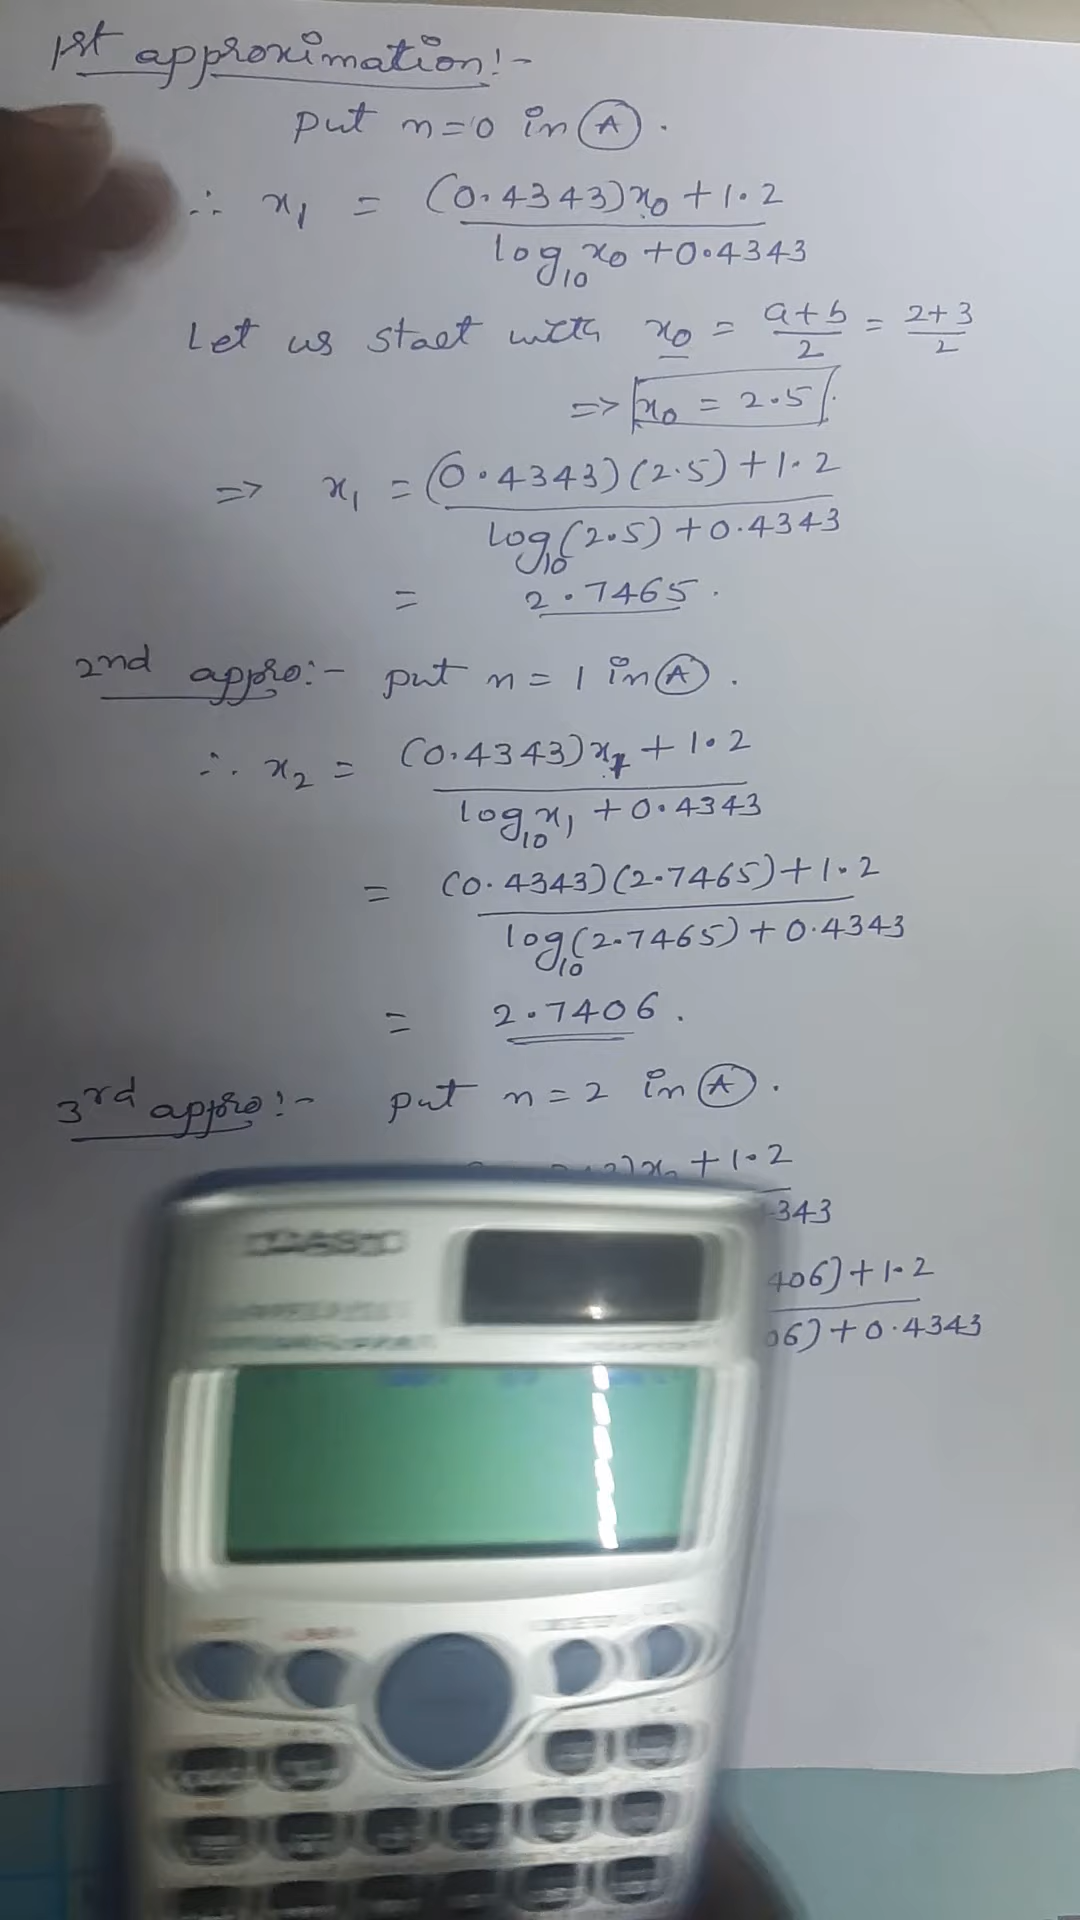 1st approximation:-
put n=0 in (A).
∴ x₁ = (0.4343)x₀ + 1.2
log₁₀ x₀ + 0.4343
Let us start with x₀ = a+b/2 = 2+3/2
=> x₀ = 2.5
=> x₁ = (0.4343)(2.5) + 1.2
log₁₀(2.5) + 0.4343
= 2.7465.
2nd appro:- put n=1 in (A).
∴ x₂ = (0.4343)x₁ + 1.2
log₁₀ x₁ + 0.4343
= (0.4343)(2.7465) + 1.2
log₁₀(2.7465) + 0.4343
= 2.7406.
3rd appro:- put n=2 in (A).
)x₂ + 1.2
343
406) + 1.2
06) + 0.4343
CASIO